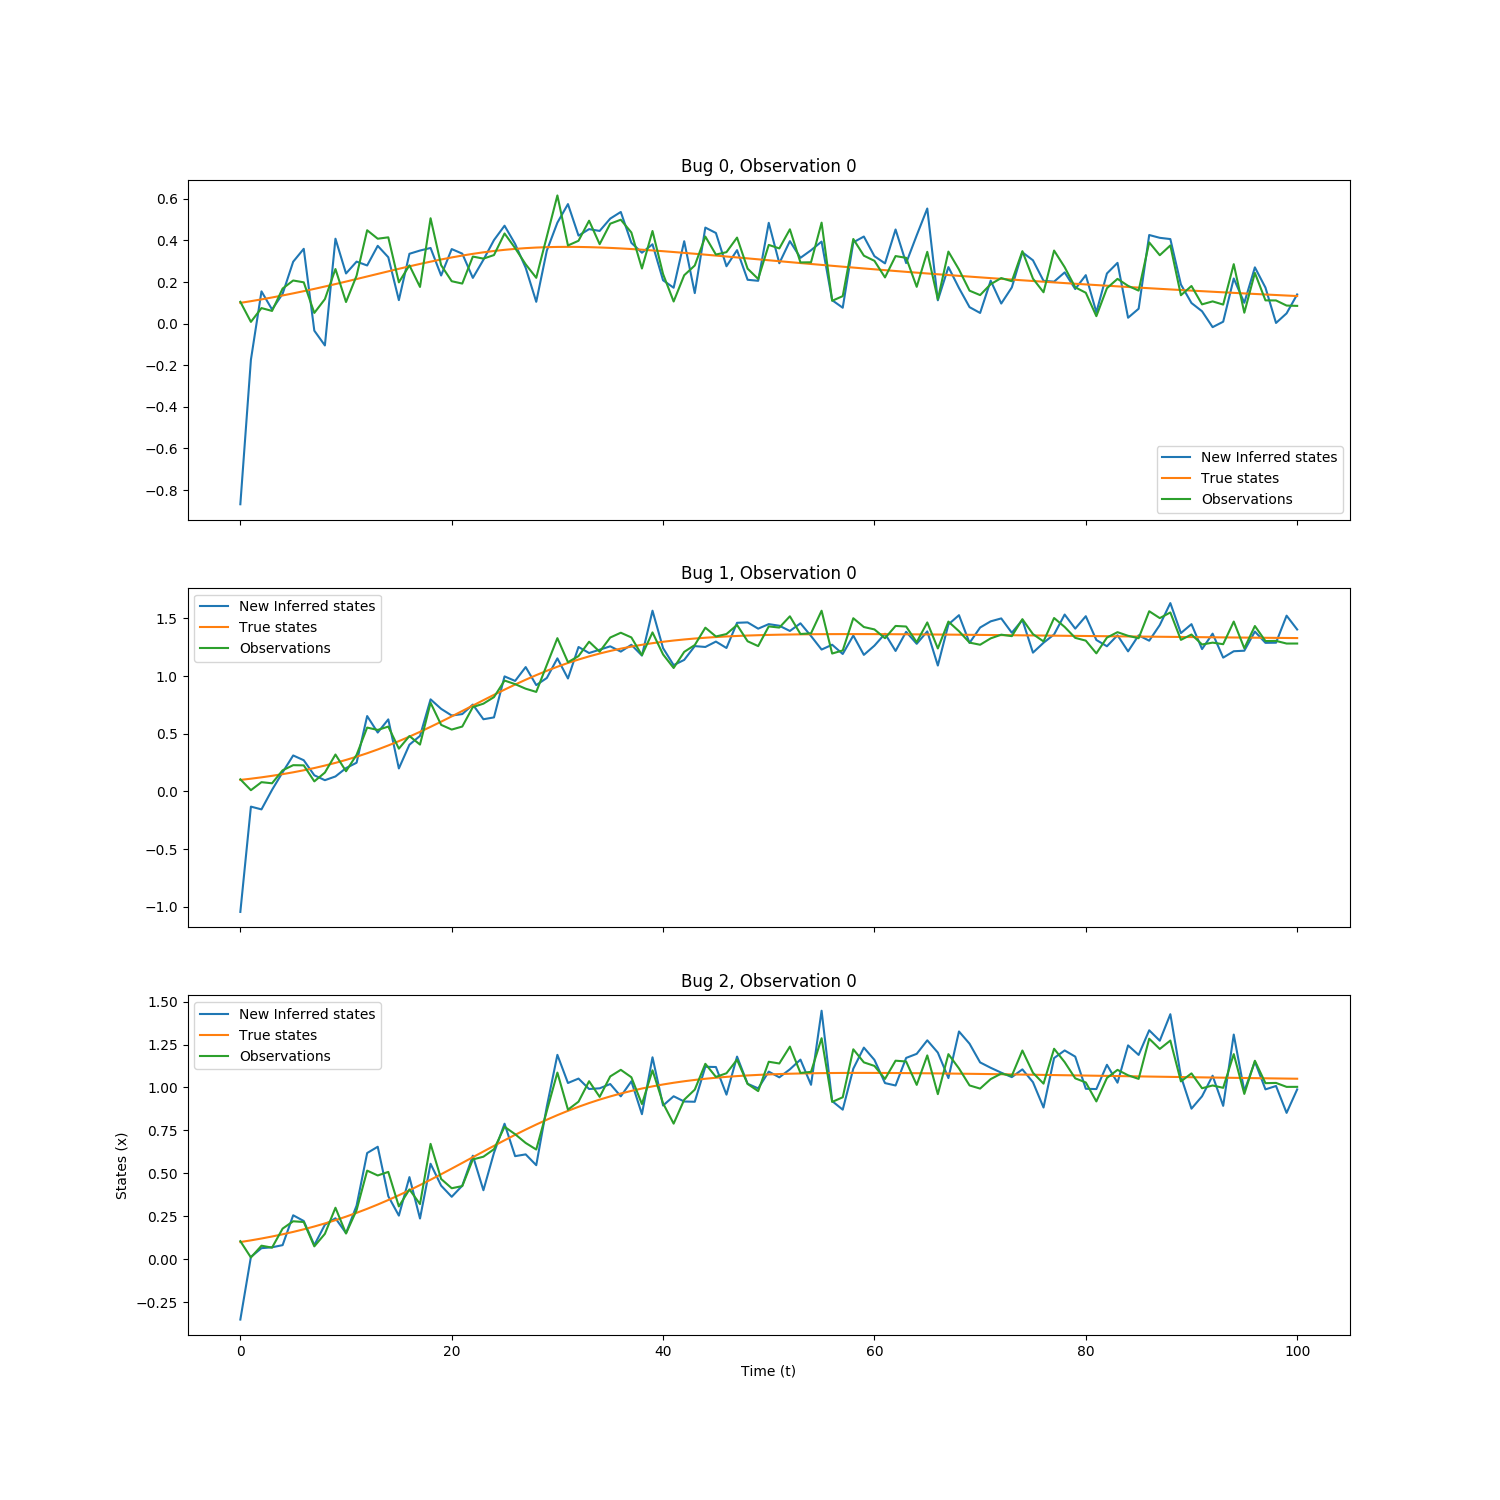 Bug 0, Observation 0
0.6
0.4
0.2
0.0
−0.2
−0.4
−0.6
−0.8
New Inferred states
True states
Observations
Bug 1, Observation 0
1.5
1.0
0.5
0.0
−0.5
−1.0
New Inferred states
True states
Observations
Bug 2, Observation 0
1.50
1.25
1.00
0.75
0.50
0.25
0.00
−0.25
States (x)
New Inferred states
True states
Observations
0 20 40 60 80 100
Time (t)